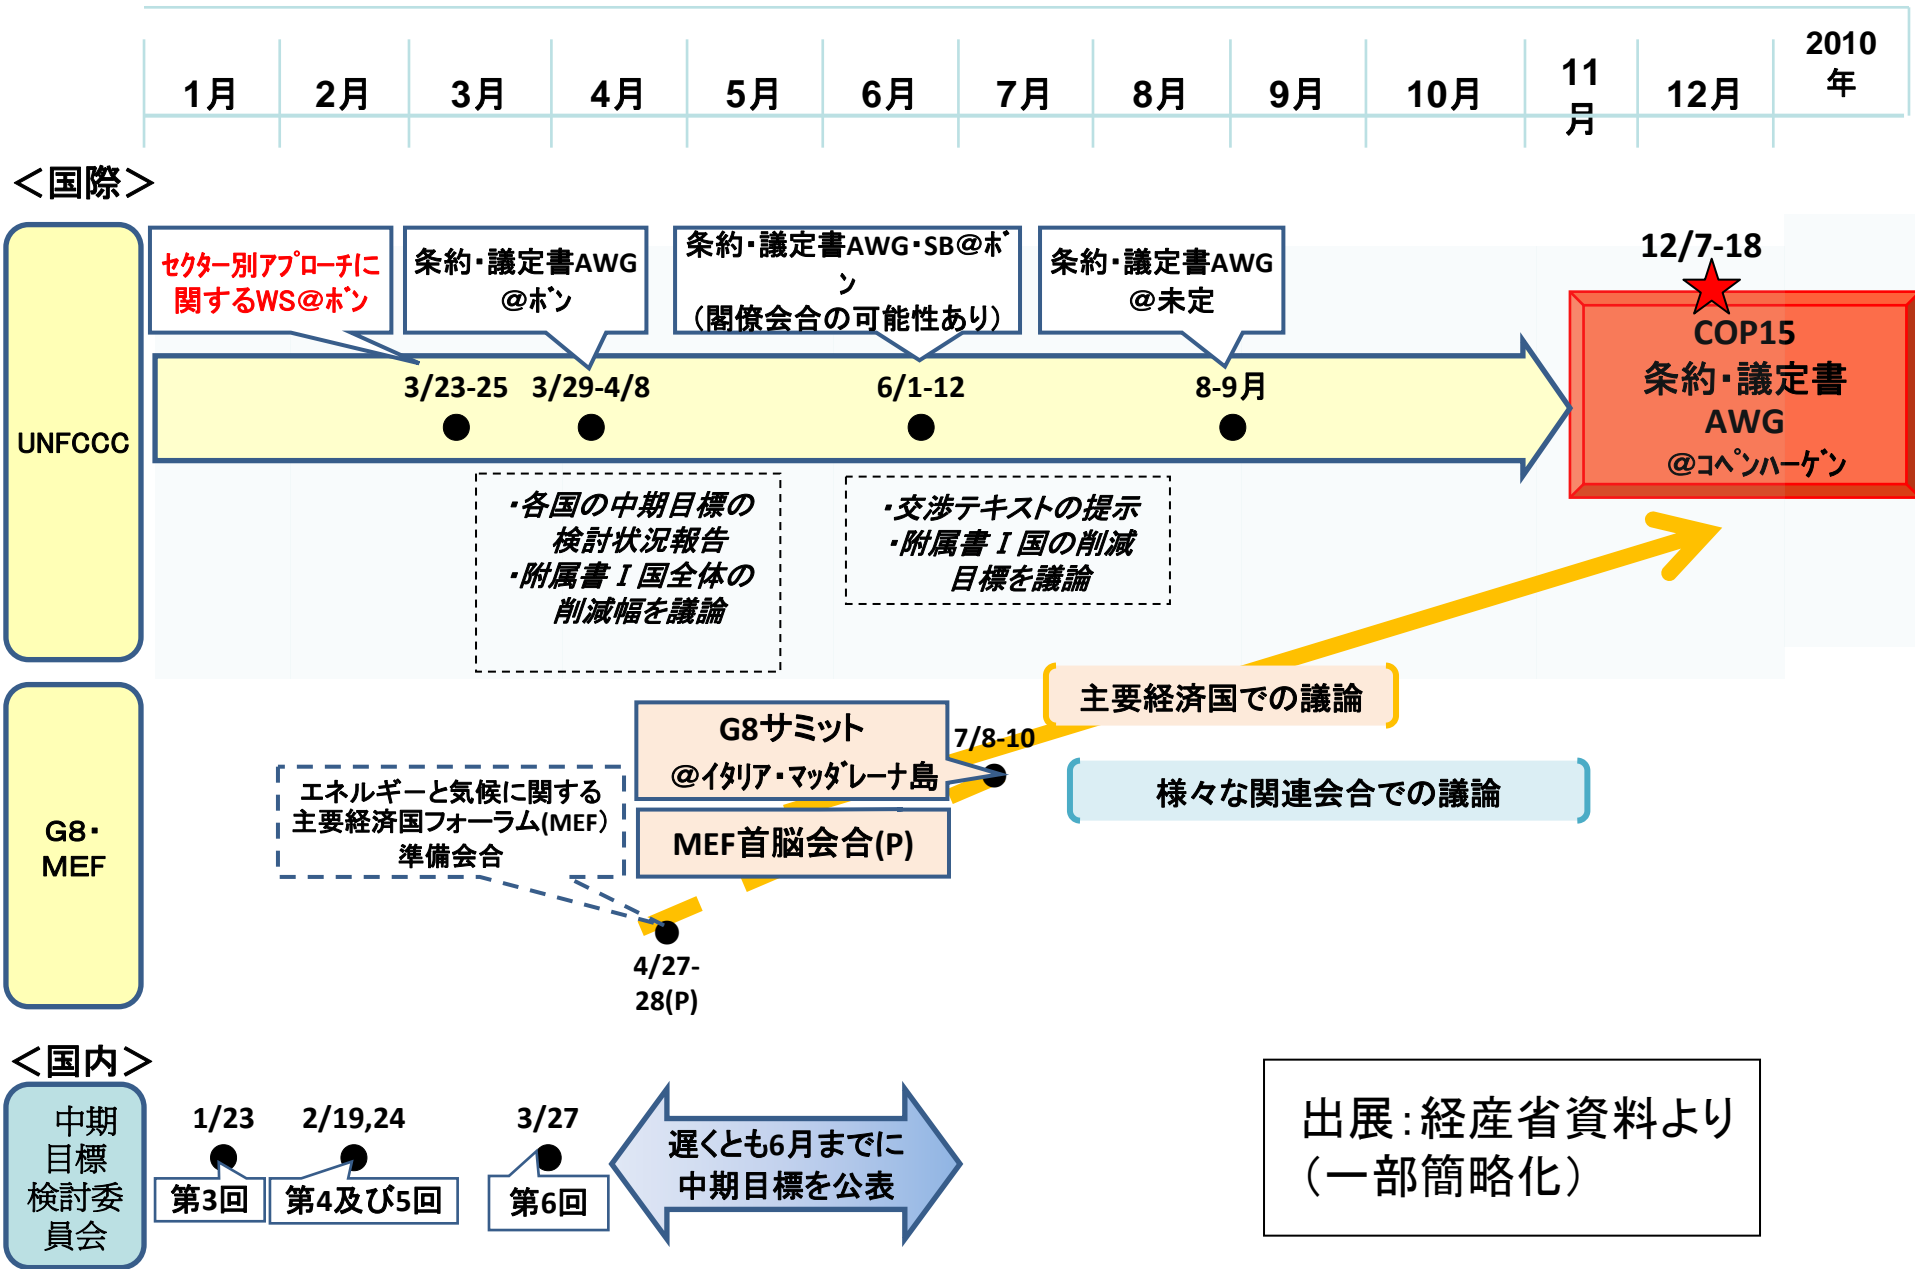 1月
2月
3月
4月
5月
6月
7月
8月
9月
10月
11
月
12月
2010
年
＜国際＞
UNFCCC
ｾｸﾀｰ別ｱﾌﾟﾛｰﾁに
関するWS@ﾎﾞﾝ
条約・議定書AWG
@ﾎﾞﾝ
条約・議定書AWG・SB@ﾎﾞ
ﾝ
（閣僚会合の可能性あり）
条約・議定書AWG
@未定
3/23-25
3/29-4/8
6/1-12
8-9月
12/7-18
COP15
条約・議定書
AWG
@ｺﾍﾟﾝﾊｰｹﾞﾝ
・各国の中期目標の
検討状況報告
・附属書Ⅰ国全体の
削減幅を議論
・交渉テキストの提示
・附属書Ⅰ国の削減
目標を議論
G8・
MEF
エネルギーと気候に関する
主要経済国フォーラム(MEF)
準備会合
4/27-
28(P)
G8サミット
@ｲﾀﾘｱ・ﾏｯﾀﾞﾚｰﾅ島
MEF首脳会合(P)
7/8-10
主要経済国での議論
様々な関連会合での議論
＜国内＞
中期
目標
検討委
員会
1/23
第3回
2/19,24
第4及び5回
3/27
第6回
遅くとも6月までに
中期目標を公表
出展：経産省資料より
（一部簡略化）